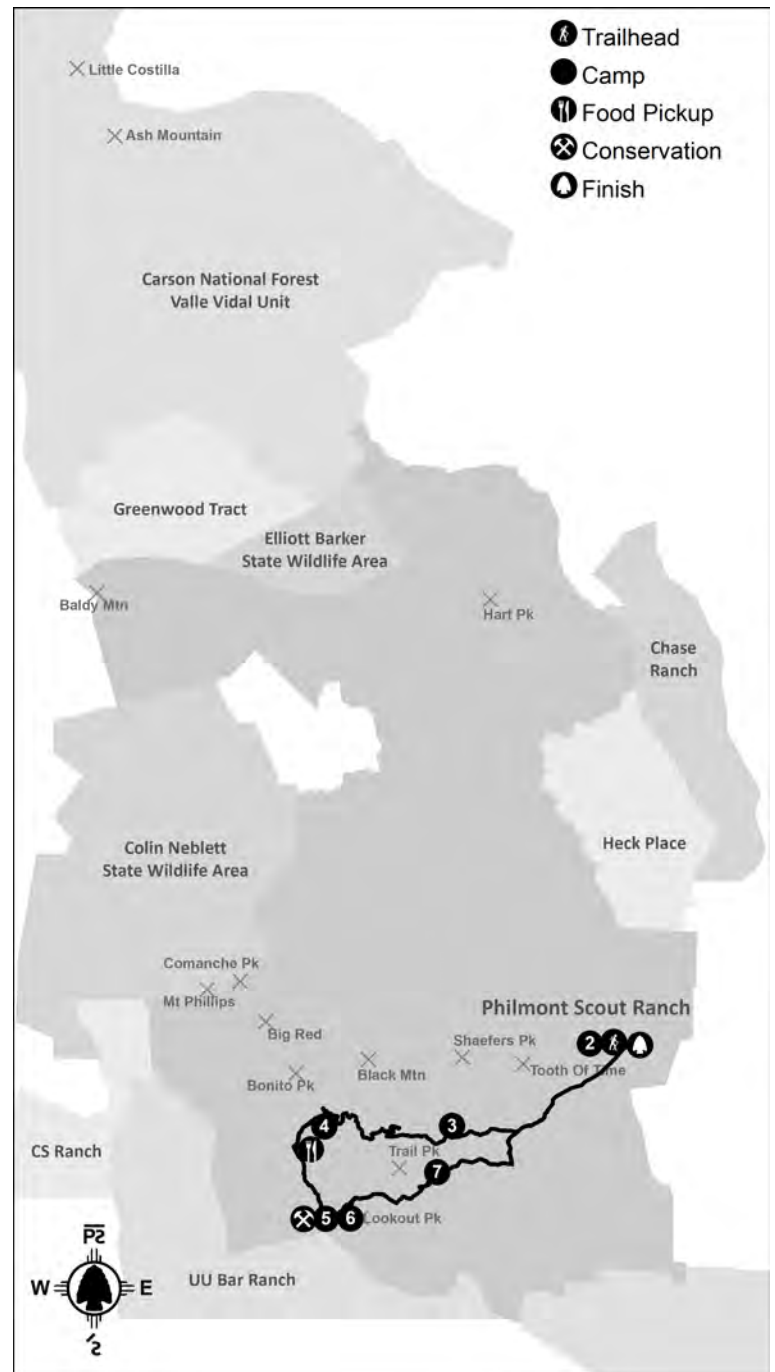 Trailhead
Camp
Food Pickup
Conservation
Finish
Little Costilla
Ash Mountain
Carson National Forest
Valle Vidal Unit
Greenwood Tract
Elliott Barker
State Wildlife Area
Baldy Mtn
Hart Pk
Chase
Ranch
Heck Place
Colin Neblett
State Wildlife Area
Comanche Pk
Mt Phillips
Big Red
Bonito Pk
Black Mtn
Shaefers Pk
Philmont Scout Ranch
Tooth Of Time
2
3
4
Trail Pk
7
CS Ranch
5
6
Lookout Pk
UU Bar Ranch
W
E